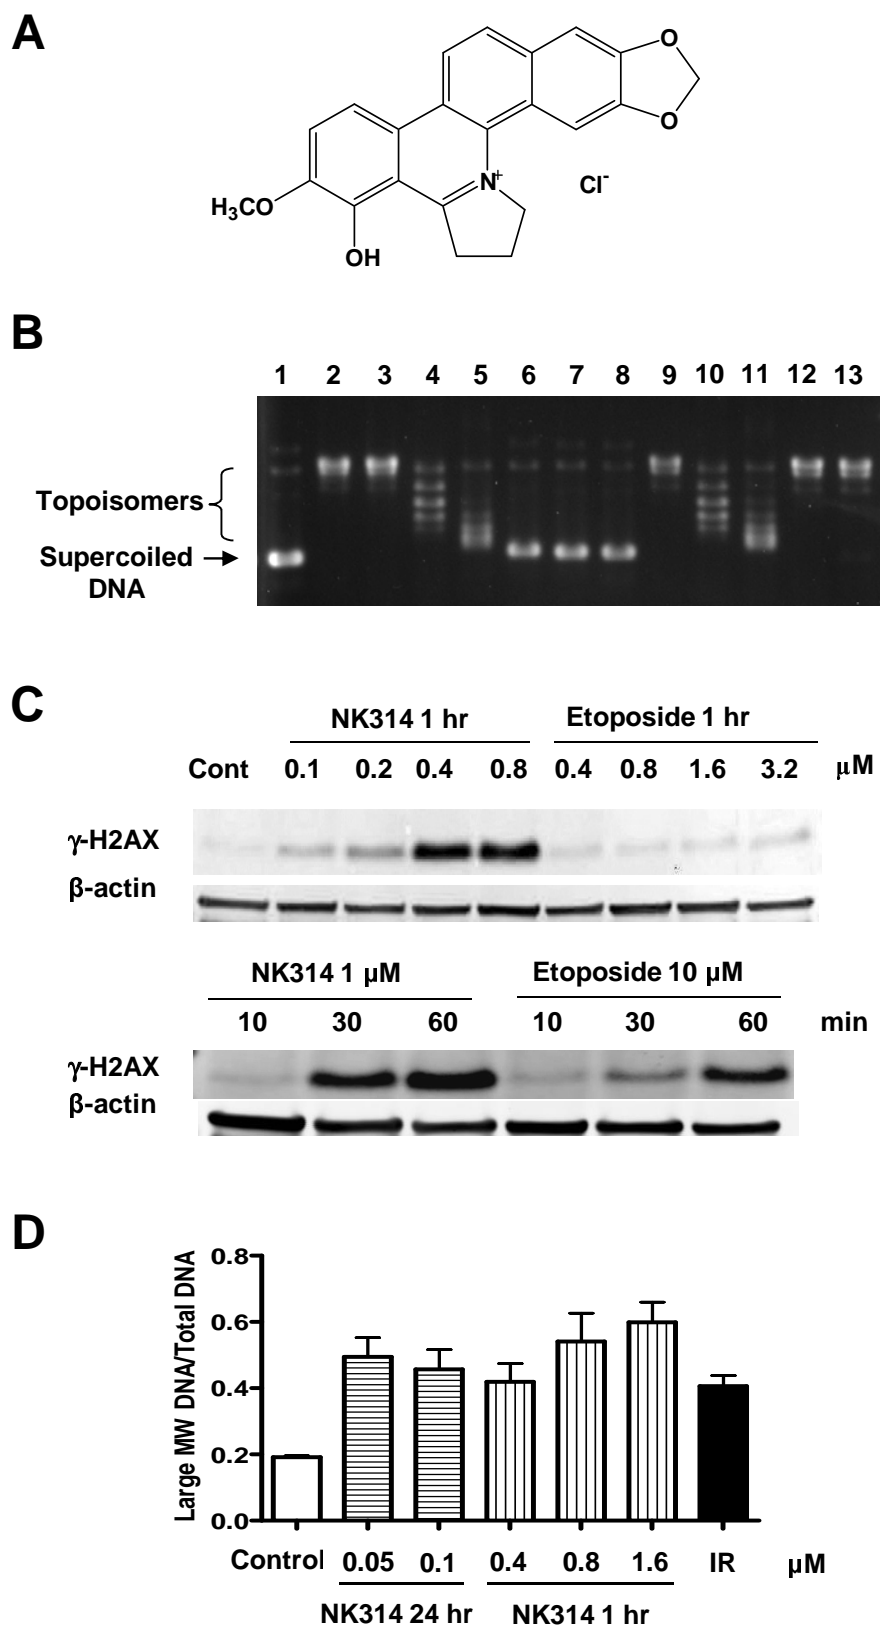 A
O
O
N+
Cl-
H3CO
OH
B
1 2 3 4 5 6 7 8 9 10 11 12 13
Topoisomers
Supercoiled
DNA
C
NK314 1 hr Etoposide 1 hr
Cont 0.1 0.2 0.4 0.8 0.4 0.8 1.6 3.2 μM
γ-H2AX
β-actin
NK314 1 μM Etoposide 10 μM
10 30 60 10 30 60 min
γ-H2AX
β-actin
D
Large MW DNA/Total DNA
0.8
0.6
0.4
0.2
0.0
Control 0.05 0.1 0.4 0.8 1.6 IR μM
NK314 24 hr NK314 1 hr